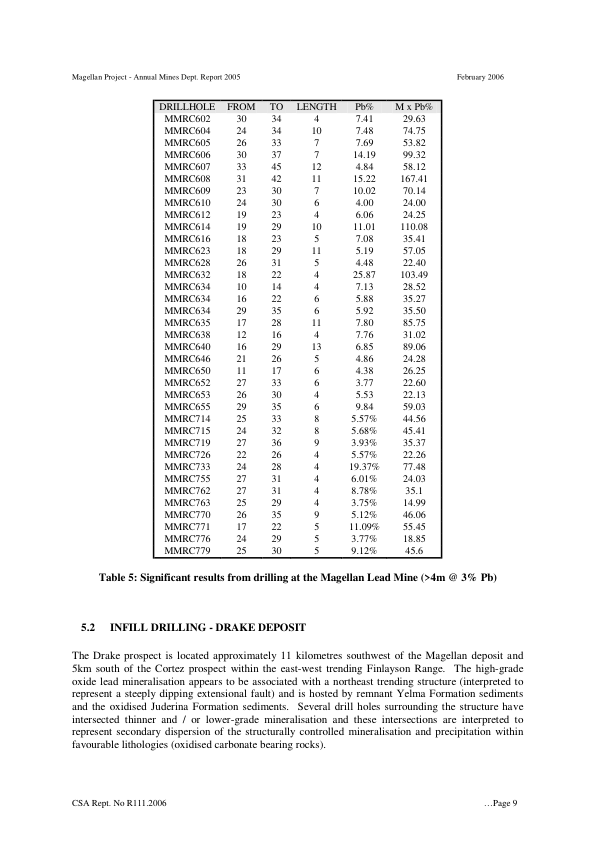 Magellan Project - Annual Mines Dept. Report 2005 February 2006
DRILLHOLE FROM TO LENGTH Pb% M x Pb%
MMRC602 30 34 4 7.41 29.63
MMRC604 24 34 10 7.48 74.75
MMRC605 26 33 7 7.69 53.82
MMRC606 30 37 7 14.19 99.32
MMRC607 33 45 12 4.84 58.12
MMRC608 31 42 11 15.22 167.41
MMRC609 23 30 7 10.02 70.14
MMRC610 24 30 6 4.00 24.00
MMRC612 19 23 4 6.06 24.25
MMRC614 19 29 10 11.01 110.08
MMRC616 18 23 5 7.08 35.41
MMRC623 18 29 11 5.19 57.05
MMRC628 26 31 5 4.48 22.40
MMRC632 18 22 4 25.87 103.49
MMRC634 10 14 4 7.13 28.52
MMRC634 16 22 6 5.88 35.27
MMRC634 29 35 6 5.92 35.50
MMRC635 17 28 11 7.80 85.75
MMRC638 12 16 4 7.76 31.02
MMRC640 16 29 13 6.85 89.06
MMRC646 21 26 5 4.86 24.28
MMRC650 11 17 6 4.38 26.25
MMRC652 27 33 6 3.77 22.60
MMRC653 26 30 4 5.53 22.13
MMRC655 29 35 6 9.84 59.03
MMRC714 25 33 8 5.57% 44.56
MMRC715 24 32 8 5.68% 45.41
MMRC719 27 36 9 3.93% 35.37
MMRC726 22 26 4 5.57% 22.26
MMRC733 24 28 4 19.37% 77.48
MMRC755 27 31 4 6.01% 24.03
MMRC762 27 31 4 8.78% 35.1
MMRC763 25 29 4 3.75% 14.99
MMRC770 26 35 9 5.12% 46.06
MMRC771 17 22 5 11.09% 55.45
MMRC776 24 29 5 3.77% 18.85
MMRC779 25 30 5 9.12% 45.6
Table 5: Significant results from drilling at the Magellan Lead Mine (>4m @ 3% Pb)
5.2 INFILL DRILLING - DRAKE DEPOSIT
The Drake prospect is located approximately 11 kilometres southwest of the Magellan deposit and
5km south of the Cortez prospect within the east-west trending Finlayson Range. The high-grade
oxide lead mineralisation appears to be associated with a northeast trending structure (interpreted to
represent a steeply dipping extensional fault) and is hosted by remnant Yelma Formation sediments
and the oxidised Juderina Formation sediments. Several drill holes surrounding the structure have
intersected thinner and / or lower-grade mineralisation and these intersections are interpreted to
represent secondary dispersion of the structurally controlled mineralisation and precipitation within
favourable lithologies (oxidised carbonate bearing rocks).
CSA Rept. No R111.2006 …Page 9